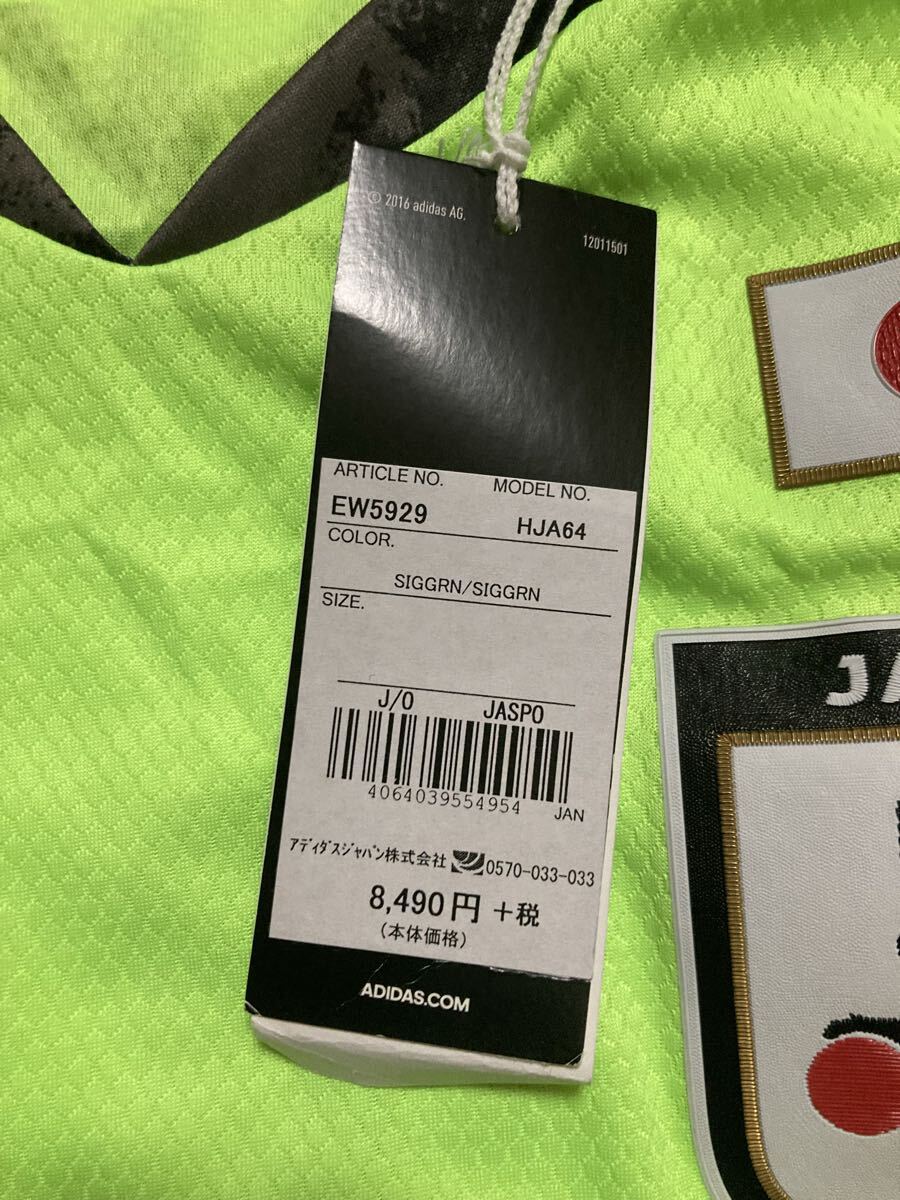 © 2016 adidas AG.
12011501
ARTICLE NO. MODEL NO.
EW5929 HJA64
COLOR.
SIGGRN/SIGGRN
SIZE.
J/O JASPO
4064039554954 JAN
アディダスジャパン株式会社 0570-033-033
8,490円 +税
(本体価格)
ADIDAS.COM
JA